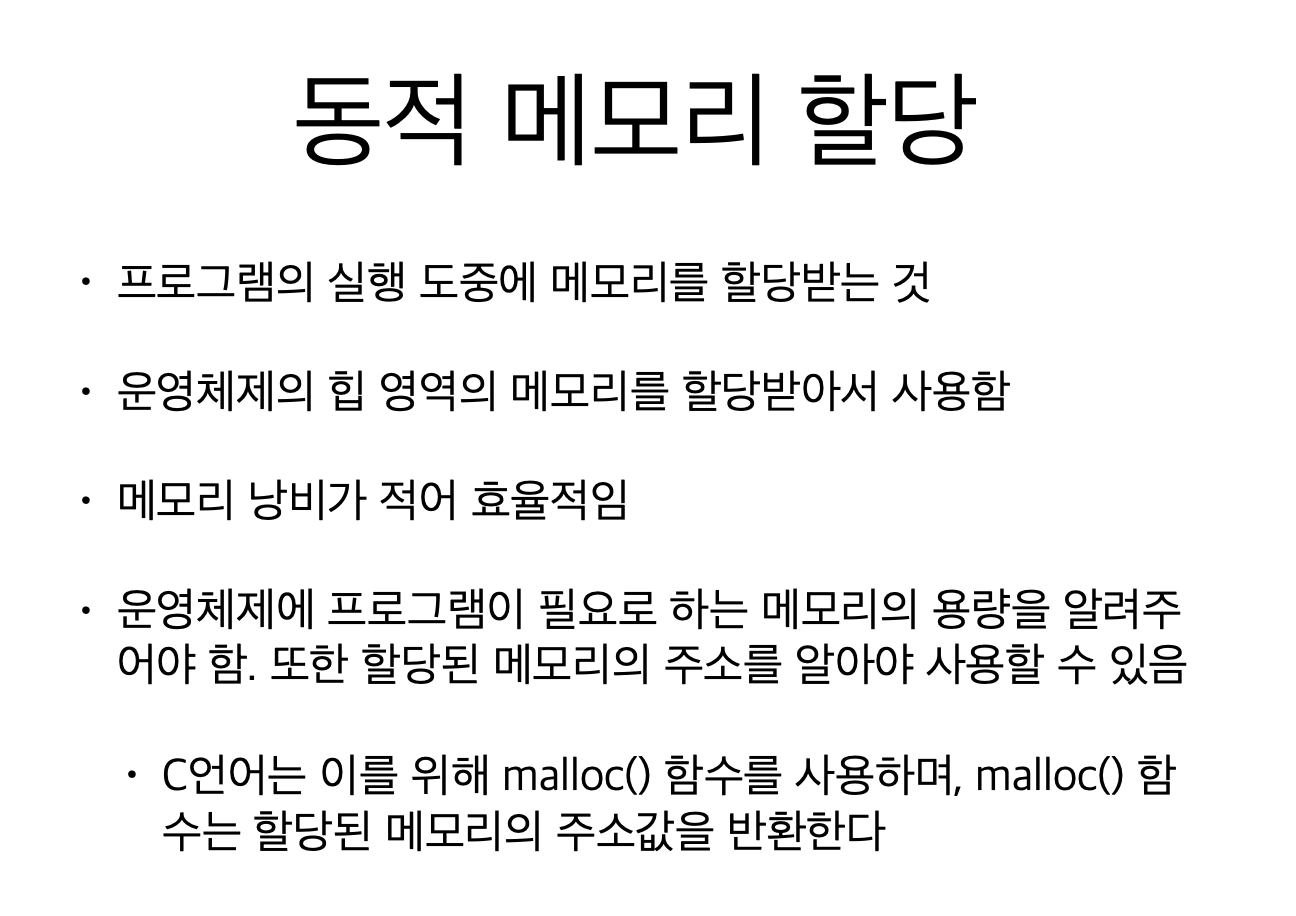 동적 메모리 할당
• 프로그램의 실행 도중에 메모리를 할당받는 것
• 운영체제의 힙 영역의 메모리를 할당받아서 사용함
• 메모리 낭비가 적어 효율적임
• 운영체제에 프로그램이 필요로 하는 메모리의 용량을 알려주
어야 함. 또한 할당된 메모리의 주소를 알아야 사용할 수 있음
• C언어는 이를 위해 malloc() 함수를 사용하며, malloc() 함
수는 할당된 메모리의 주소값을 반환한다